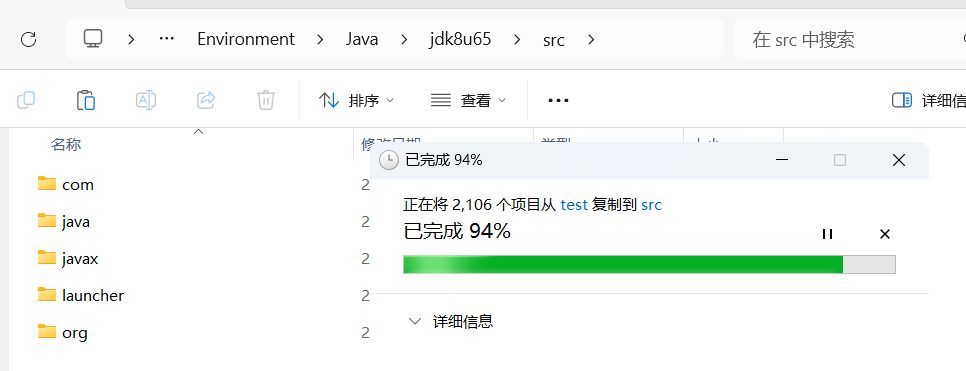 Environment
Java
jdk8u65
src
在 src 中搜索
排序
查看
详细信
名称
修改日期
类型
com
2
java
2
javax
2
launcher
2
org
2
已完成 94%
正在将 2,106 个项目从 test 复制到 src
已完成 94%
详细信息